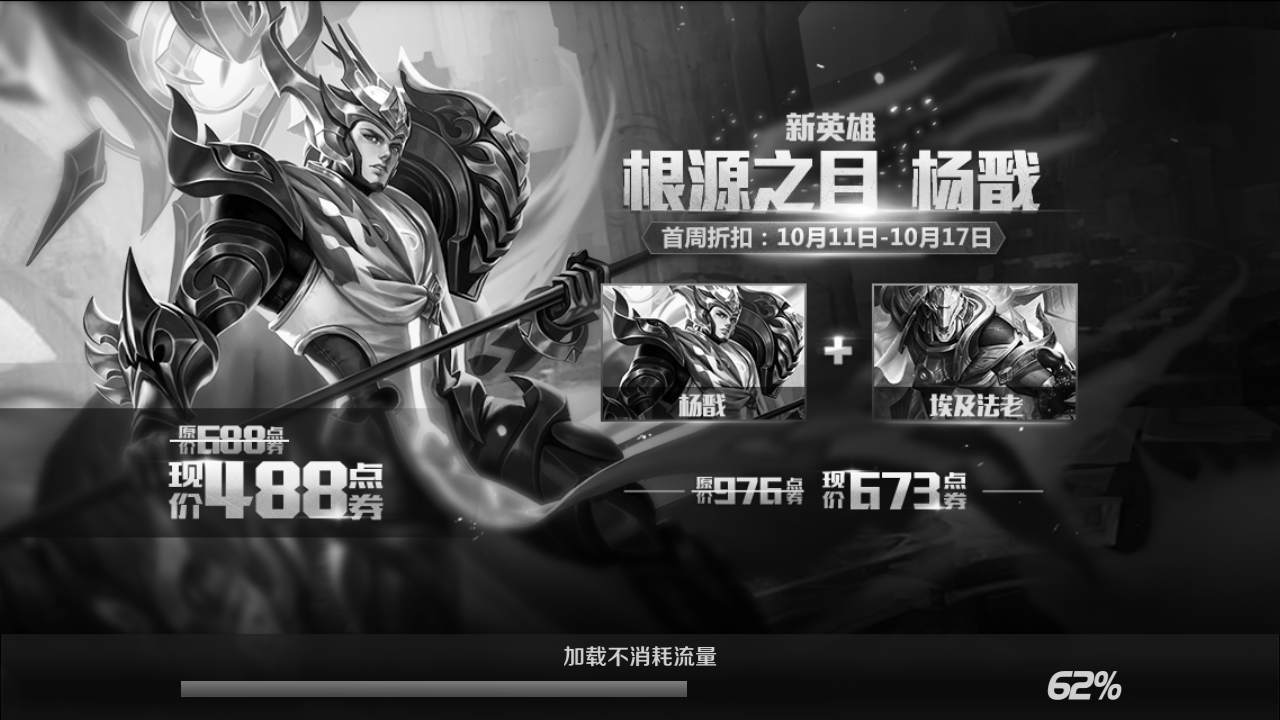 新英雄
根源之目 杨戬
首周折扣：10月11日-10月17日
杨戬
+
埃及法老
原价688点券
现价488点券
原价976点券 现价673点券
加载不消耗流量
62%